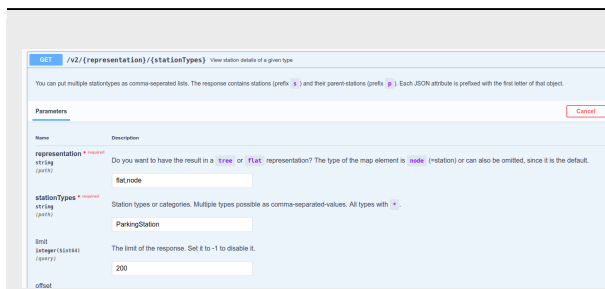 GET /v2/{representation}/{stationTypes} View station details of a given type
You can put multiple stationtypes as comma-seperated lists. The response contains stations (prefix s) and their parent-stations (prefix p). Each JSON attribute is prefixed with the first letter of that object.
Parameters
Cancel
Name Description
representation * required
string
(path)
Do you want to have the result in a tree or flat representation? The type of the map element is node (=station) or can also be omitted, since it is the default.
flat,node
stationTypes * required
string
(path)
Station types or categories. Multiple types possible as comma-separated-values. All types with *.
ParkingStation
limit
integer($int64)
(query)
The limit of the response. Set it to -1 to disable it.
200
offset